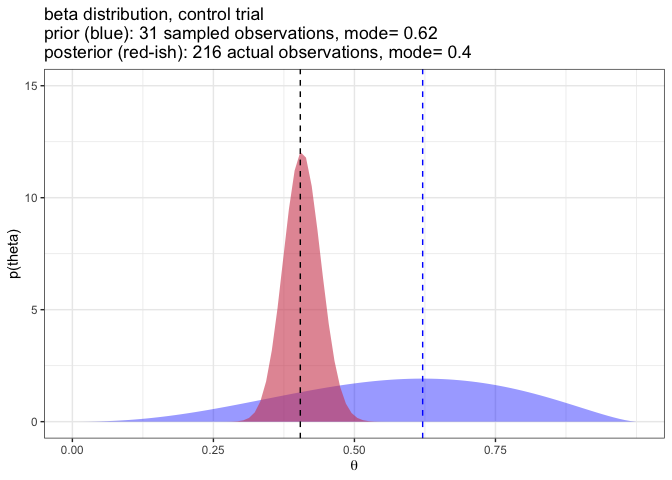 beta distribution, control trial
prior (blue): 31 sampled observations, mode= 0.62
posterior (red-ish): 216 actual observations, mode= 0.4
15
10
5
0
p(theta)
0.00 0.25 0.50 0.75
θ